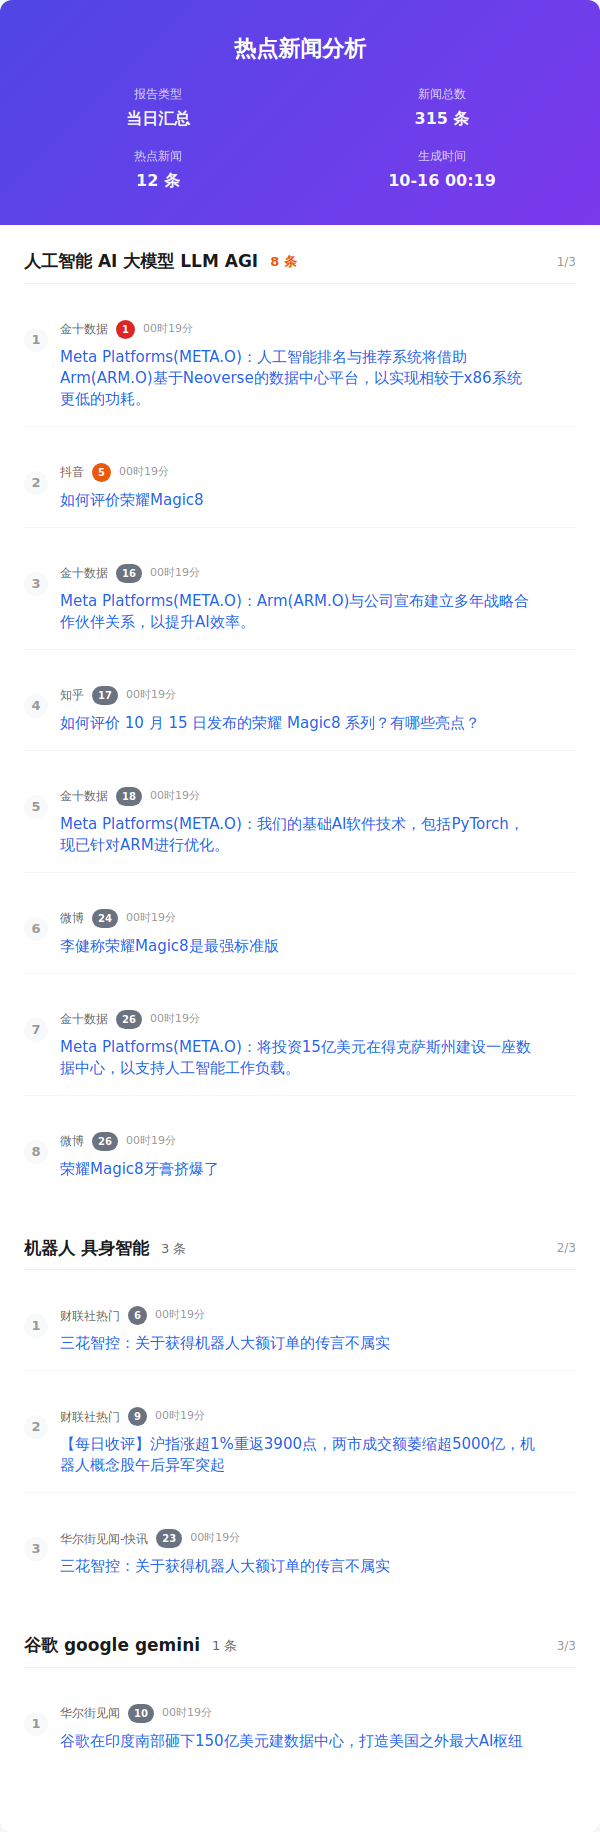 热点新闻分析
报告类型
当日汇总
新闻总数
315 条
热点新闻
12 条
生成时间
10-16 00:19
人工智能 AI 大模型 LLM AGI 8 条 1/3
1
金十数据 1 00时19分
Meta Platforms(META.O)：人工智能排名与推荐系统将借助
Arm(ARM.O)基于Neoverse的数据中心平台，以实现相较于x86系统
更低的功耗。
2
抖音 5 00时19分
如何评价荣耀Magic8
3
金十数据 16 00时19分
Meta Platforms(META.O)：Arm(ARM.O)与公司宣布建立多年战略合
作伙伴关系，以提升AI效率。
4
知乎 17 00时19分
如何评价 10 月 15 日发布的荣耀 Magic8 系列？有哪些亮点？
5
金十数据 18 00时19分
Meta Platforms(META.O)：我们的基础AI软件技术，包括PyTorch，
现已针对ARM进行优化。
6
微博 24 00时19分
李健称荣耀Magic8是最强标准版
7
金十数据 26 00时19分
Meta Platforms(META.O)：将投资15亿美元在得克萨斯州建设一座数
据中心，以支持人工智能工作负载。
8
微博 26 00时19分
荣耀Magic8牙膏挤爆了
机器人 具身智能 3 条 2/3
1
财联社热门 6 00时19分
三花智控：关于获得机器人大额订单的传言不属实
2
财联社热门 9 00时19分
【每日收评】沪指涨超1%重返3900点，两市成交额萎缩超5000亿，机
器人概念股午后异军突起
3
华尔街见闻-快讯 23 00时19分
三花智控：关于获得机器人大额订单的传言不属实
谷歌 google gemini 1 条 3/3
1
华尔街见闻 10 00时19分
谷歌在印度南部砸下150亿美元建数据中心，打造美国之外最大AI枢纽